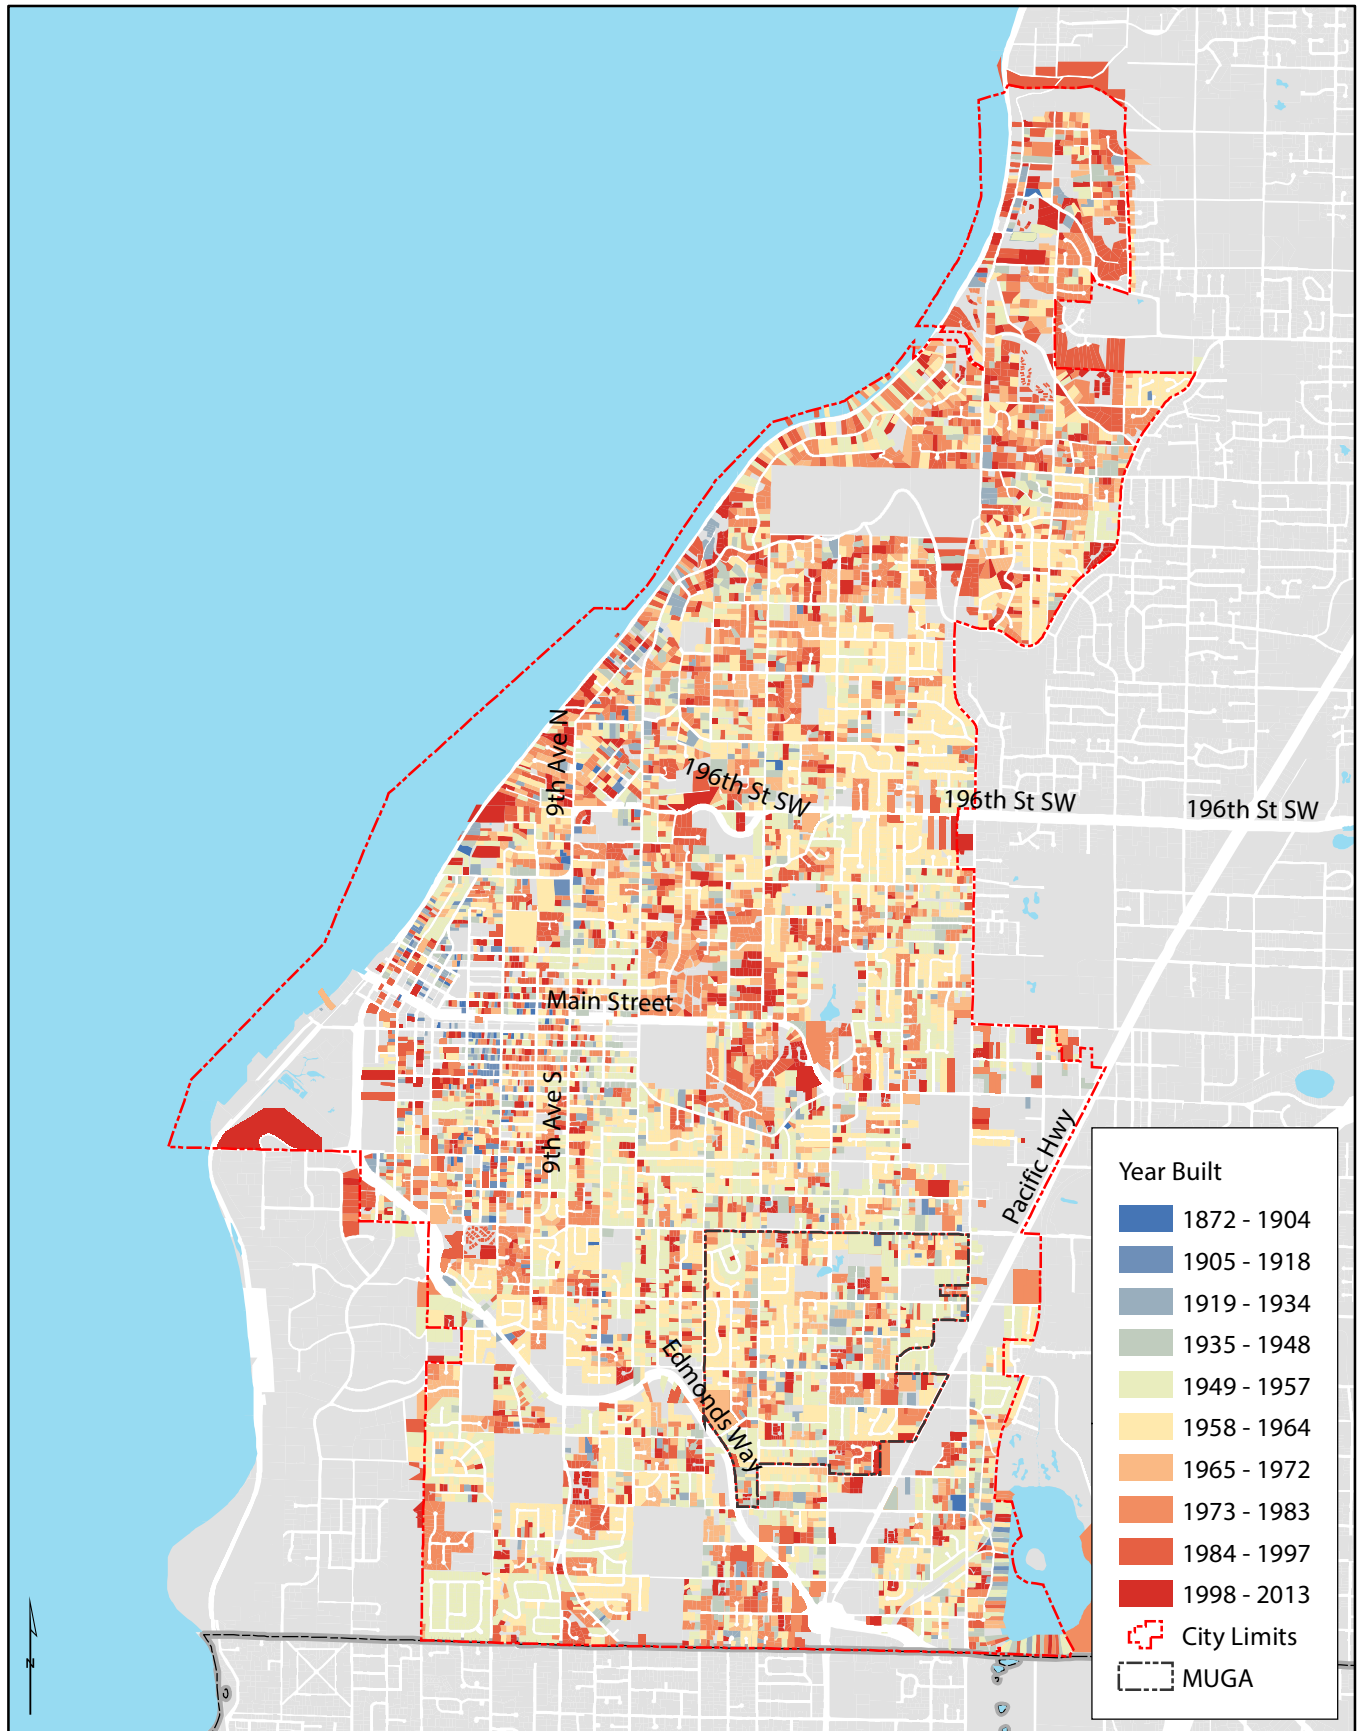 9th Ave N
196th St SW
196th St SW
196th St SW
Main Street
9th Ave S
Pacific Hwy
Edmonds Way
Year Built
1872 - 1904
1905 - 1918
1919 - 1934
1935 - 1948
1949 - 1957
1958 - 1964
1965 - 1972
1973 - 1983
1984 - 1997
1998 - 2013
City Limits
MUGA
N